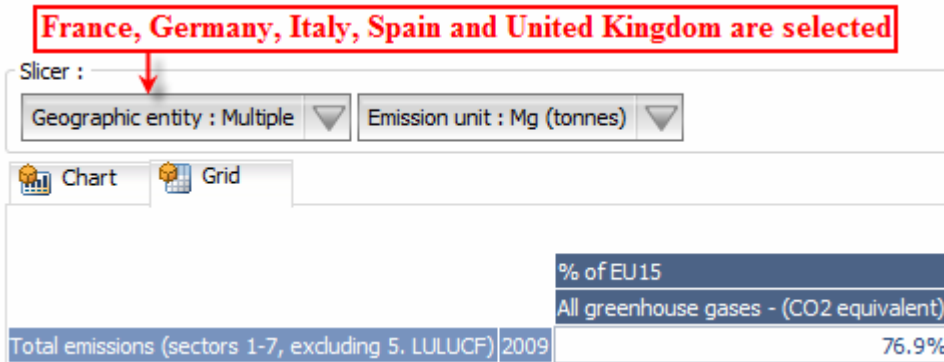 France, Germany, Italy, Spain and United Kingdom are selected
Slicer :
Geographic entity : Multiple Emission unit : Mg (tonnes)
Chart Grid
% of EU15
All greenhouse gases - (CO2 equivalent)
Total emissions (sectors 1-7, excluding 5. LULUCF) 2009 76.9%